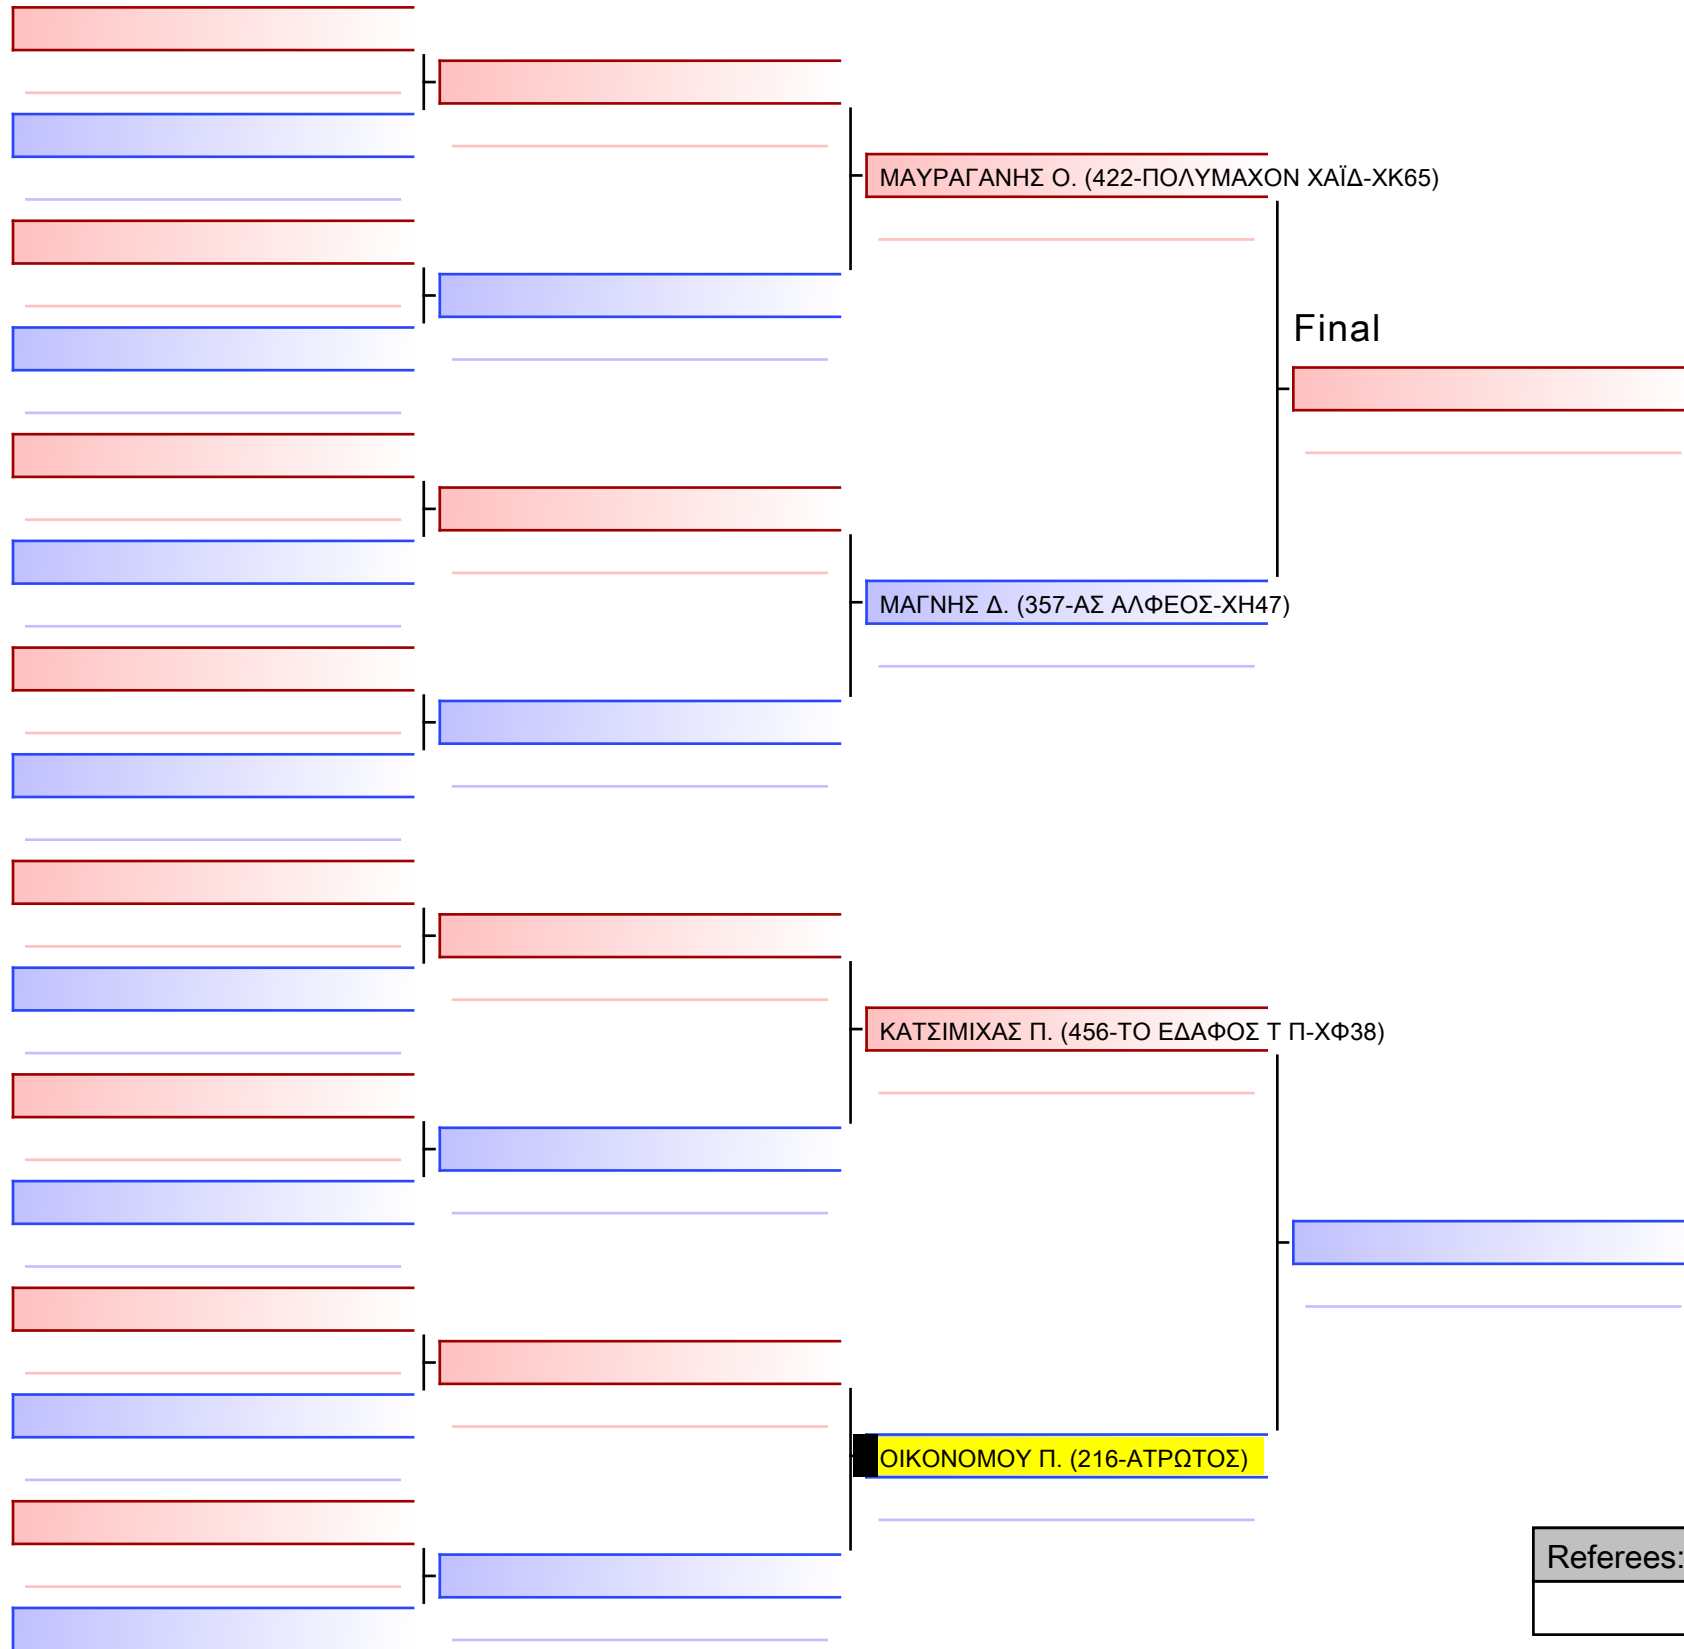 ΜΑΥΡΑΓΑΝΗΣ Ο. (422-ΠΟΛΥΜΑΧΟΝ ΧΑΪΔ-ΧΚ65)
Final
ΜΑΓΝΗΣ Δ. (357-ΑΣ ΑΛΦΕΟΣ-ΧΗ47)
ΚΑΤΣΙΜΙΧΑΣ Π. (456-ΤΟ ΕΔΑΦΟΣ Τ Π-ΧΦ38)
ΟΙΚΟΝΟΜΟΥ Π. (216-ΑΤΡΩΤΟΣ)
Referees: